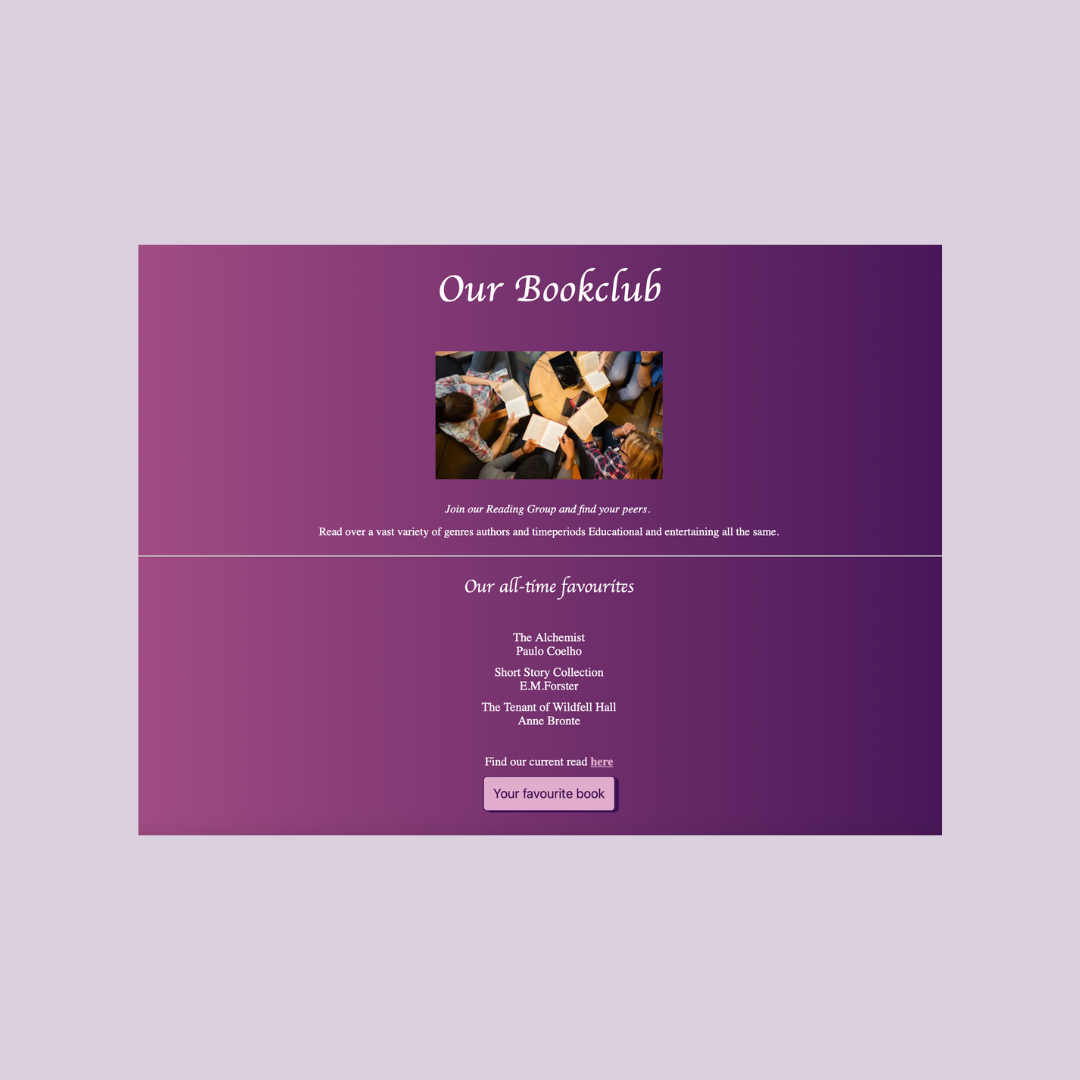 Our Bookclub
Join our Reading Group and find your peers.
Read over a vast variety of genres authors and timeperiods Educational and entertaining all the same.
Our all-time favourites
The Alchemist
Paulo Coelho
Short Story Collection
E.M.Forster
The Tenant of Wildfell Hall
Anne Bronte
Find our current read here
Your favourite book